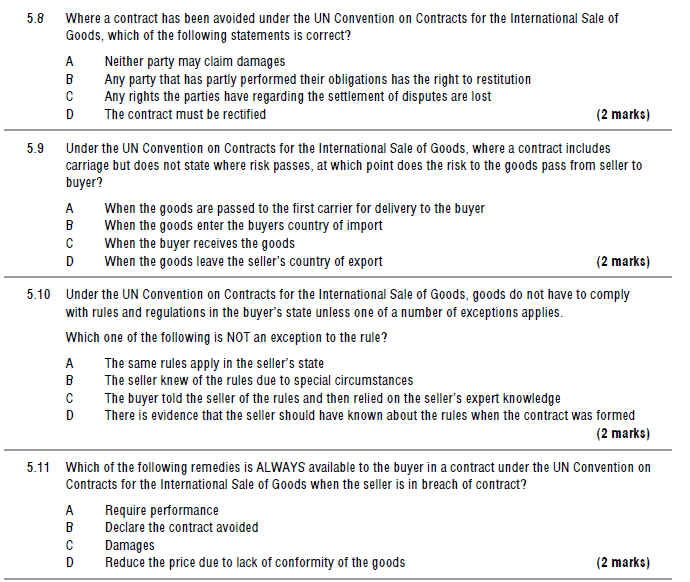 5.8 Where a contract has been avoided under the UN Convention on Contracts for the International Sale of
Goods, which of the following statements is correct?
A Neither party may claim damages
B Any party that has partly performed their obligations has the right to restitution
C Any rights the parties have regarding the settlement of disputes are lost
D The contract must be rectified (2 marks)
5.9 Under the UN Convention on Contracts for the International Sale of Goods, where a contract includes
carriage but does not state where risk passes, at which point does the risk to the goods pass from seller to
buyer?
A When the goods are passed to the first carrier for delivery to the buyer
B When the goods enter the buyers country of import
C When the buyer receives the goods
D When the goods leave the seller's country of export (2 marks)
5.10 Under the UN Convention on Contracts for the International Sale of Goods, goods do not have to comply
with rules and regulations in the buyer's state unless one of a number of exceptions applies.
Which one of the following is NOT an exception to the rule?
A The same rules apply in the seller's state
B The seller knew of the rules due to special circumstances
C The buyer told the seller of the rules and then relied on the seller's expert knowledge
D There is evidence that the seller should have known about the rules when the contract was formed
(2 marks)
5.11 Which of the following remedies is ALWAYS available to the buyer in a contract under the UN Convention on
Contracts for the International Sale of Goods when the seller is in breach of contract?
A Require performance
B Declare the contract avoided
C Damages
D Reduce the price due to lack of conformity of the goods (2 marks)